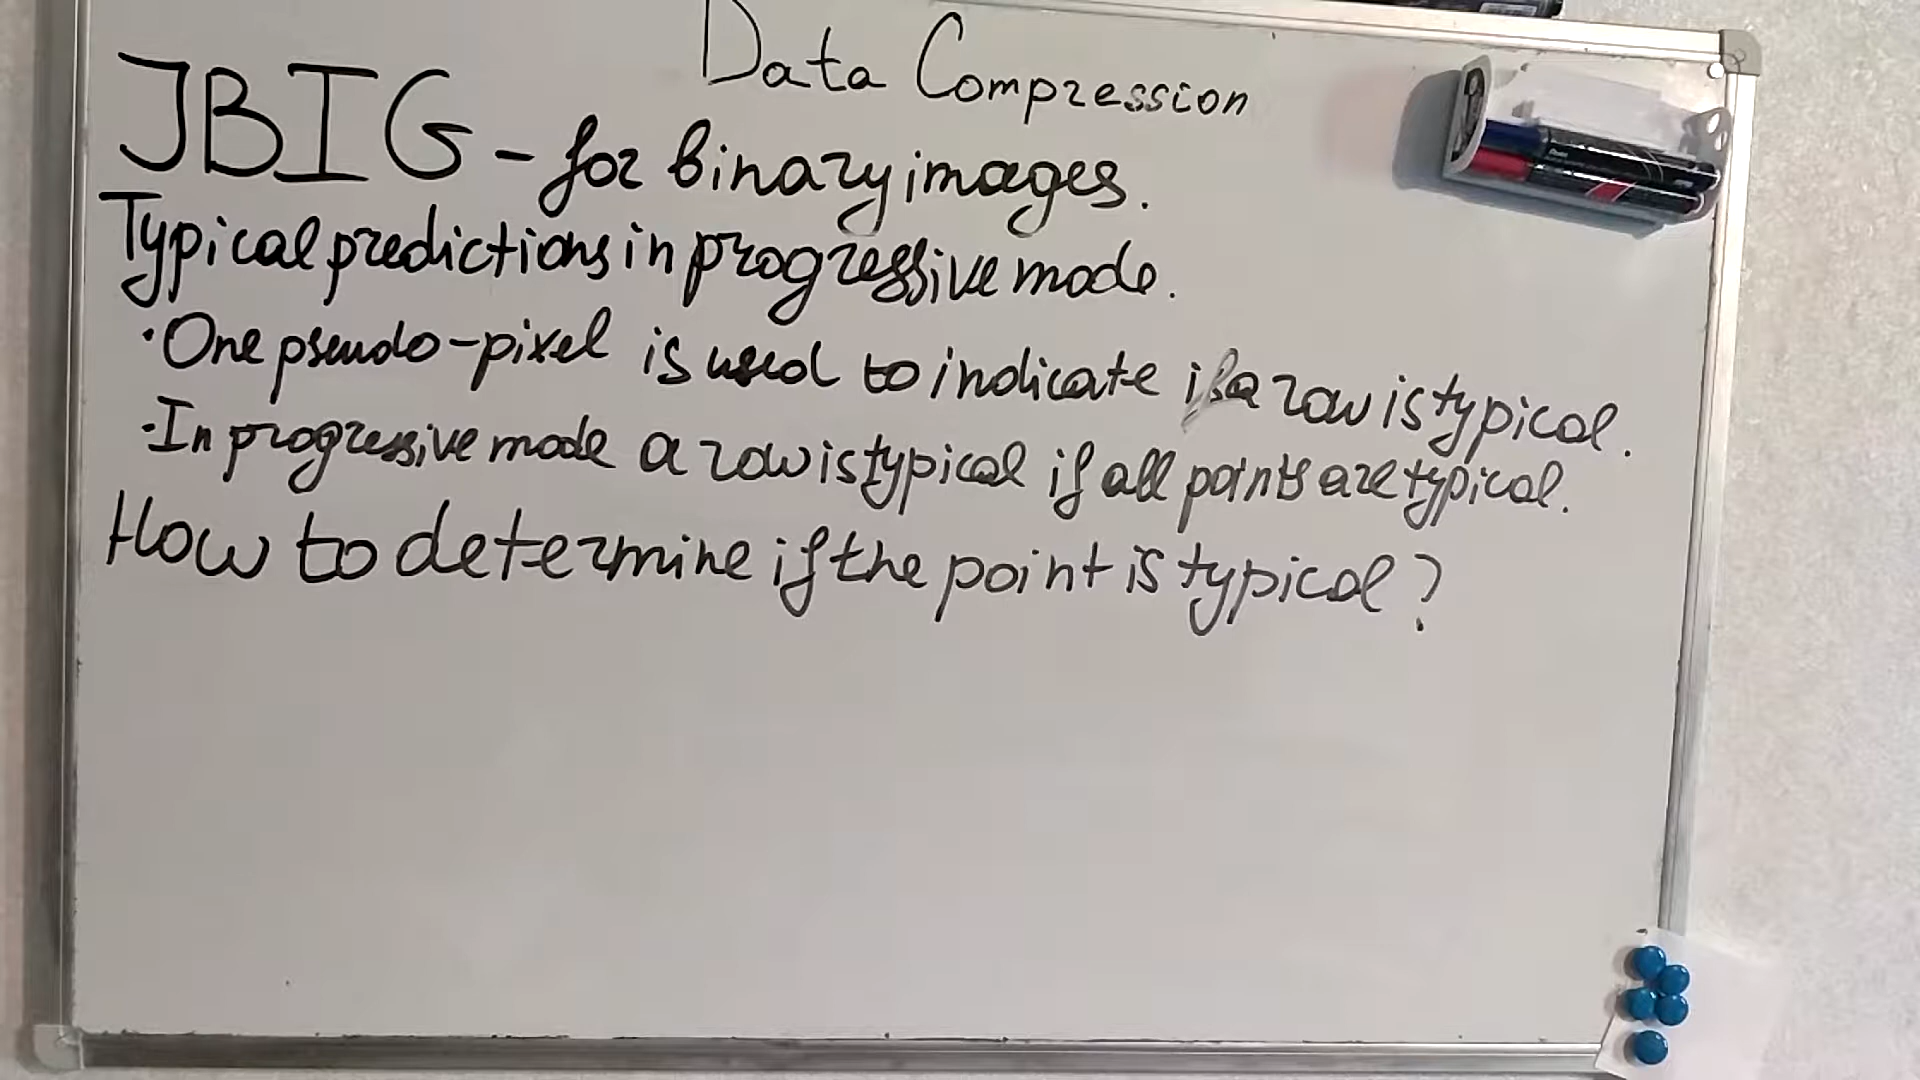 Data Compression
JBIG - for binary images.
Typical predictions in progressive mode.
· One pseudo-pixel is used to indicate if a row is typical.
· In progressive mode a row is typical if all points are typical.
How to determine if the point is typical?